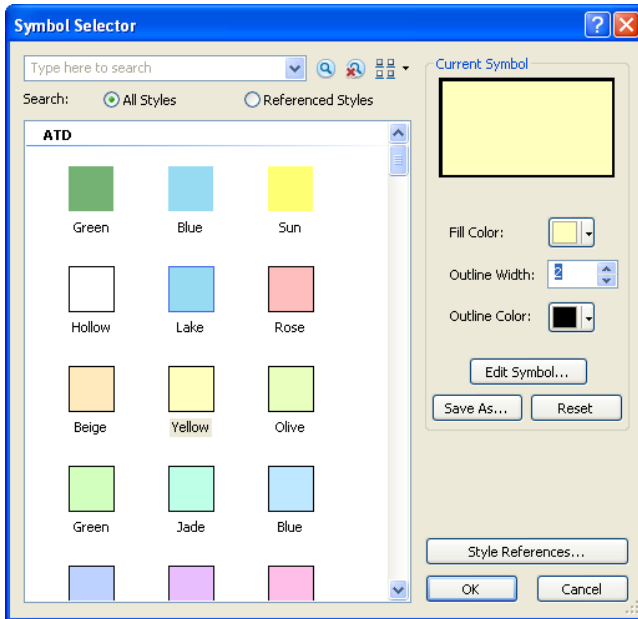 Symbol Selector
Type here to search
Search: All Styles Referenced Styles
ATD
Green Blue Sun
Hollow Lake Rose
Beige Yellow Olive
Green Jade Blue
Current Symbol
Fill Color:
Outline Width: 2
Outline Color:
Edit Symbol...
Save As... Reset
Style References...
OK Cancel